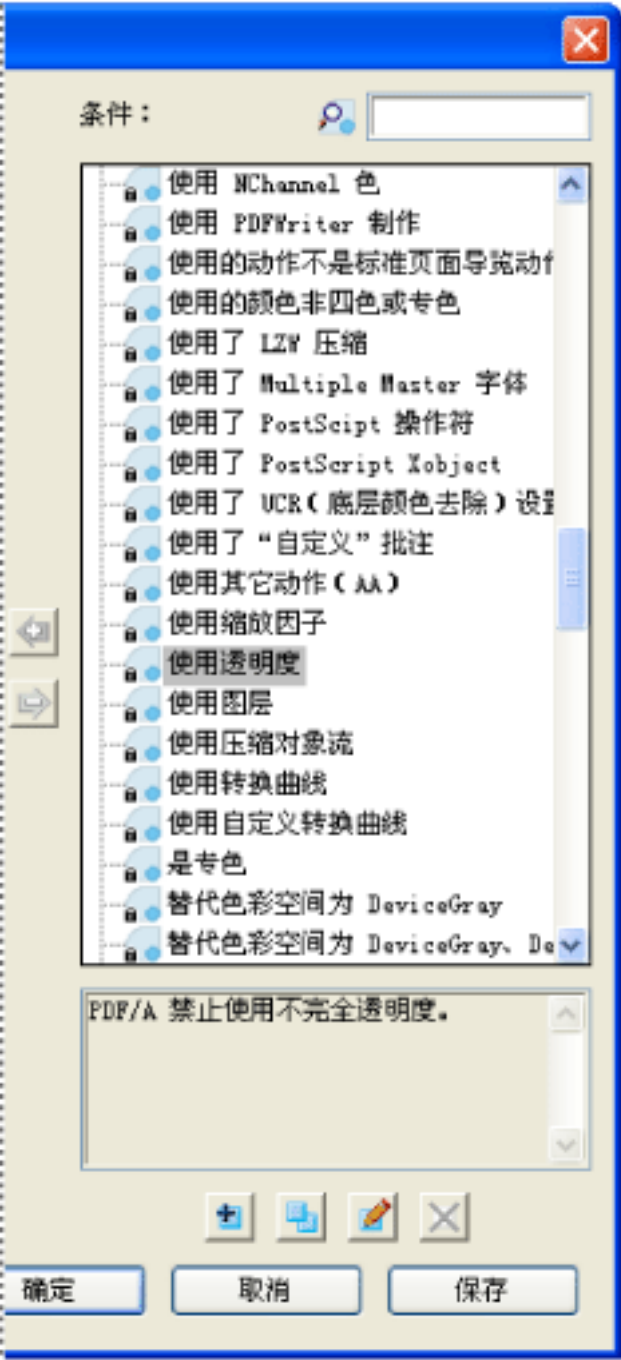 条件：
使用 NChannel 色
使用 PDFWriter 制作
使用的动作不是标准页面导览动作
使用的颜色非四色或专色
使用了 LZW 压缩
使用了 Multiple Master 字体
使用了 PostScipt 操作符
使用了 PostScript Xobject
使用了 UCR(底层颜色去除)设置
使用了“自定义”批注
使用其它动作(AA)
使用缩放因子
使用透明度
使用图层
使用压缩对象流
使用转换曲线
使用自定义转换曲线
是专色
替代色彩空间为 DeviceGray
替代色彩空间为 DeviceGray、De
PDF/A 禁止使用不完全透明度。
确定
取消
保存